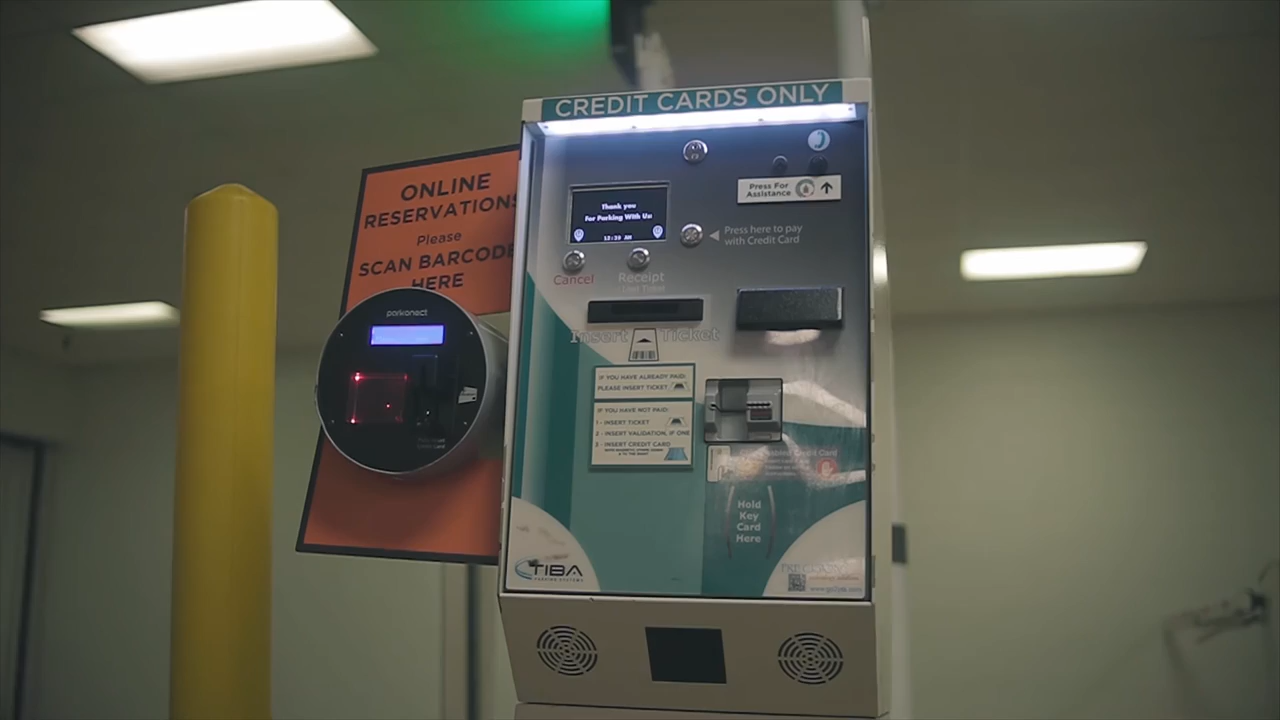 CREDIT CARDS ONLY
ONLINE
RESERVATIONS
Please
SCAN BARCODE
HERE
parkonect
Press For
Assistance
Thank you
For Parking With Us
12:33 AM
Press here to pay
with Credit Card
Cancel
Receipt
Insert Ticket
IF YOU HAVE ALREADY PAID:
PLEASE INSERT TICKET
IF YOU HAVE NOT PAID:
1 - INSERT TICKET
2 - INSERT VALIDATION, IF ONE
3 - INSERT CREDIT CARD
Hold
Key
Card
Here
TIBA
PARKING SYSTEMS